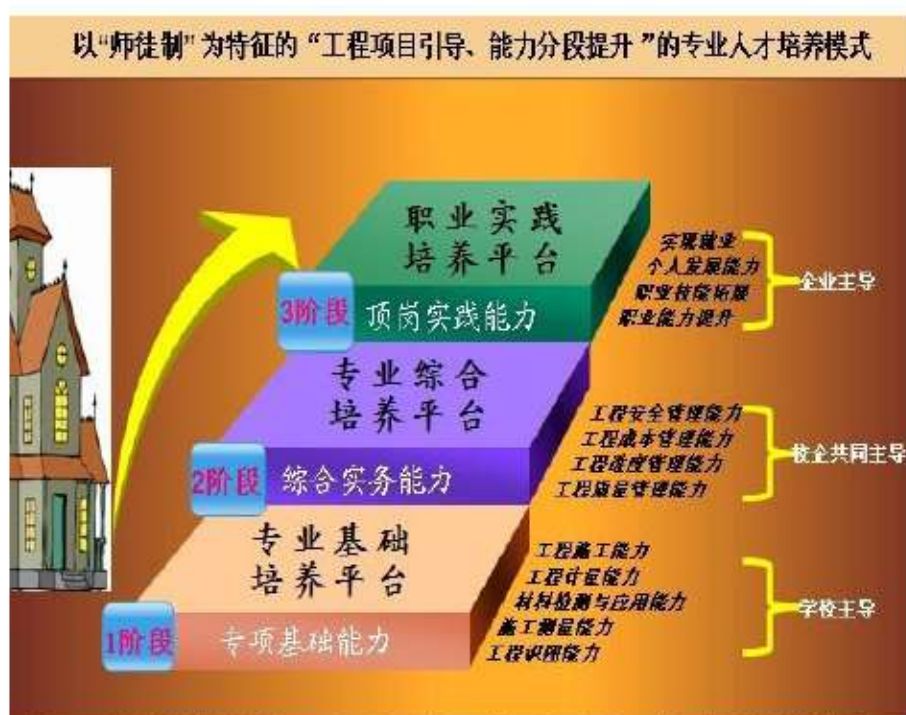 以“师徒制”为特征的“工程项目引导、能力分段提升”的专业人才培养模式
职业实践
培养平台
3阶段
顶岗实践能力
实现就业
个人发展能力
职业技能拓展
职业能力提升
企业主导
专业综合
培养平台
2阶段
综合实务能力
工程安全管理能力
工程成本管理能力
工程进度管理能力
工程质量管理能力
校企共同主导
专业基础
培养平台
1阶段
专项基础能力
工程施工能力
工程计量能力
材料检测与应用能力
施工测量能力
工程识图能力
学校主导